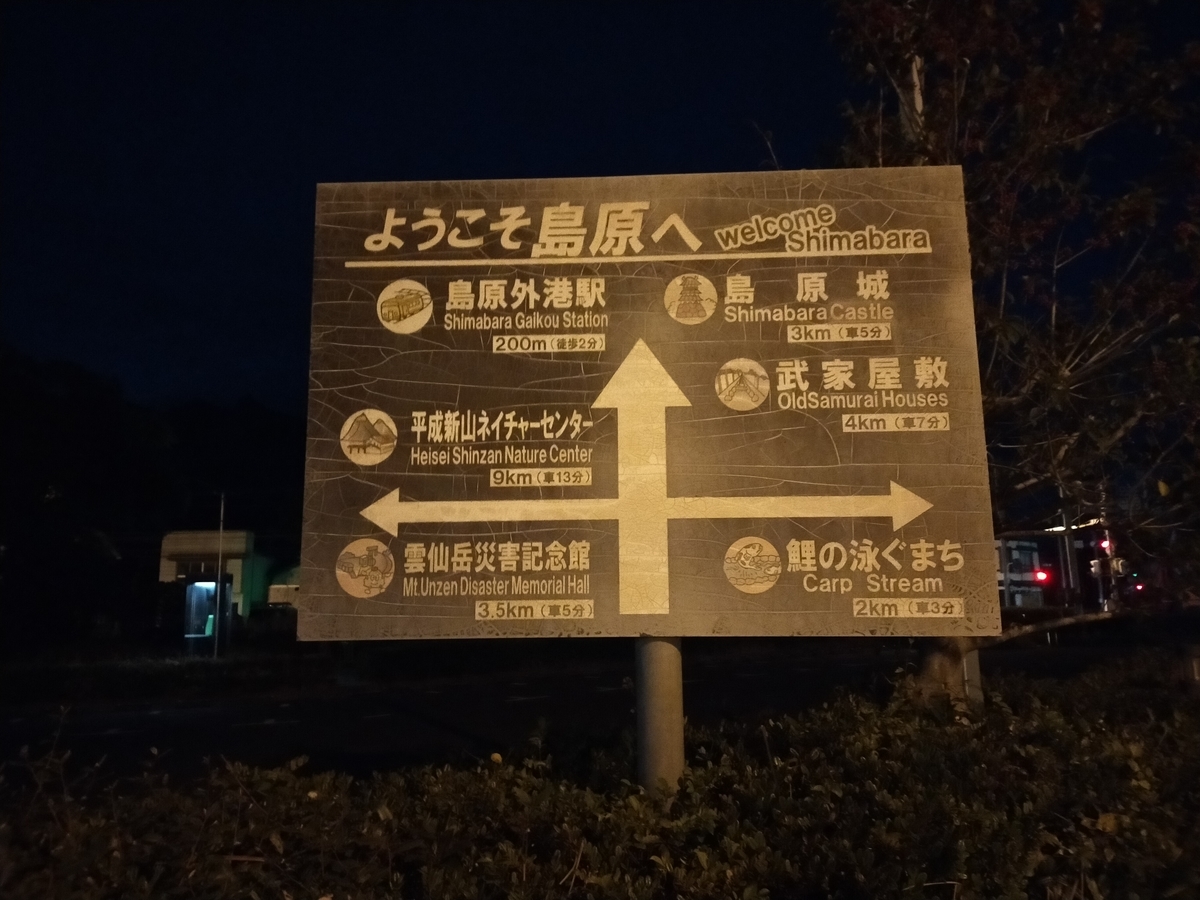 ようこそ島原へ
welcome
Shimabara
島原外港駅
Shimabara Gaikou Station
200m(徒歩2分)
島原城
Shimabara Castle
3km(車5分)
武家屋敷
OldSamurai Houses
4km(車7分)
平成新山ネイチャーセンター
Heisei Shinzan Nature Center
9km(車13分)
雲仙岳災害記念館
Mt.Unzen Disaster Memorial Hall
3.5km(車5分)
鯉の泳ぐまち
Carp Stream
2km(車3分)